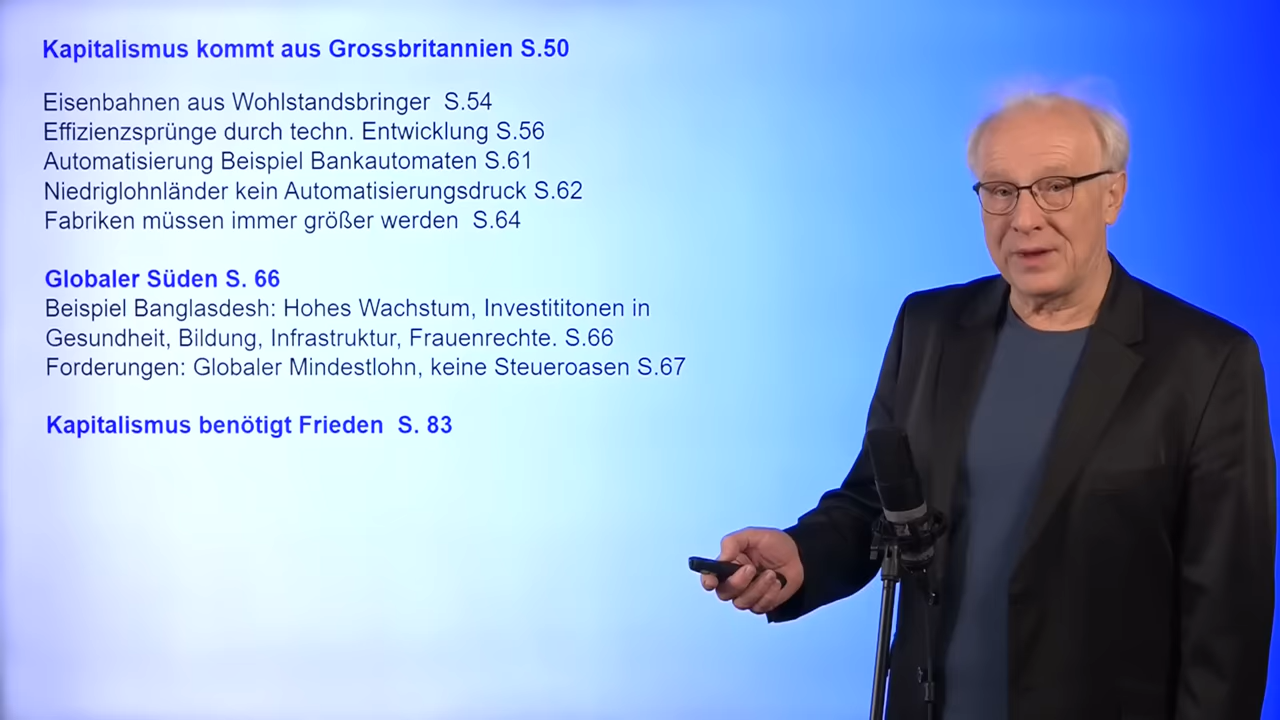 Kapitalismus kommt aus Grossbritannien S.50
Eisenbahnen aus Wohlstandsbringer S.54
Effizienzsprünge durch techn. Entwicklung S.56
Automatisierung Beispiel Bankautomaten S.61
Niedriglohnländer kein Automatisierungsdruck S.62
Fabriken müssen immer größer werden S.64
Globaler Süden S. 66
Beispiel Banglasdesh: Hohes Wachstum, Investititonen in
Gesundheit, Bildung, Infrastruktur, Frauenrechte. S.66
Forderungen: Globaler Mindestlohn, keine Steueroasen S.67
Kapitalismus benötigt Frieden S. 83